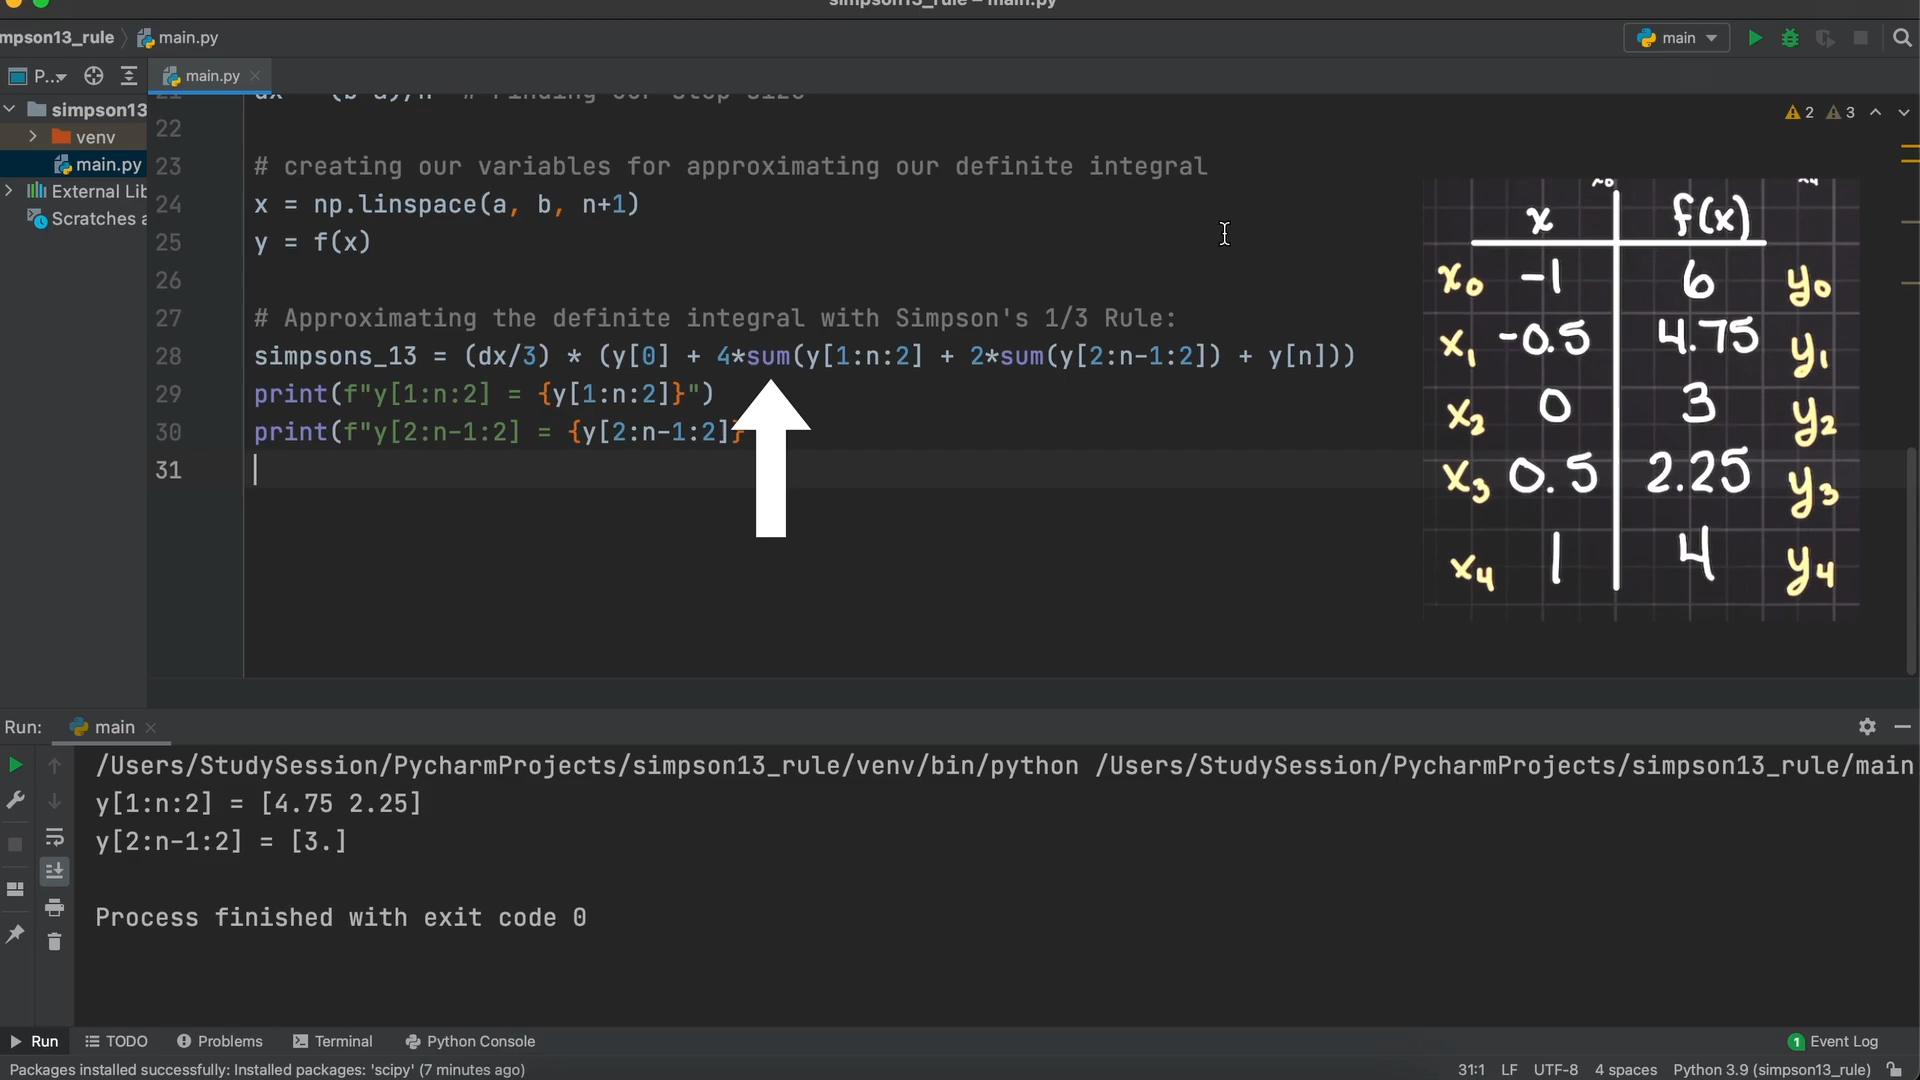 simpson13_rule – main.py
mpson13_rule
main.py
main
P...
main.py
2
3
simpson13
venv
main.py
External Lib
Scratches a
22
23 # creating our variables for approximating our definite integral
24 x = np.linspace(a, b, n+1)
25 y = f(x)
26
27 # Approximating the definite integral with Simpson's 1/3 Rule:
28 simpsons_13 = (dx/3) * (y[0] + 4*sum(y[1:n:2] + 2*sum(y[2:n-1:2]) + y[n]))
29 print(f"y[1:n:2] = {y[1:n:2]}")
30 print(f"y[2:n-1:2] = {y[2:n-1:2]}
31
x f(x)
x0 -1 6 y0
x1 -0.5 4.75 y1
x2 0 3 y2
x3 0.5 2.25 y3
x4 1 4 y4
Run: main
/Users/StudySession/PycharmProjects/simpson13_rule/venv/bin/python /Users/StudySession/PycharmProjects/simpson13_rule/main
y[1:n:2] = [4.75 2.25]
y[2:n-1:2] = [3.]
Process finished with exit code 0
Run TODO Problems Terminal Python Console 1 Event Log
Packages installed successfully: Installed packages: 'scipy' (7 minutes ago) 31:1 LF UTF-8 4 spaces Python 3.9 (simpson13_rule)